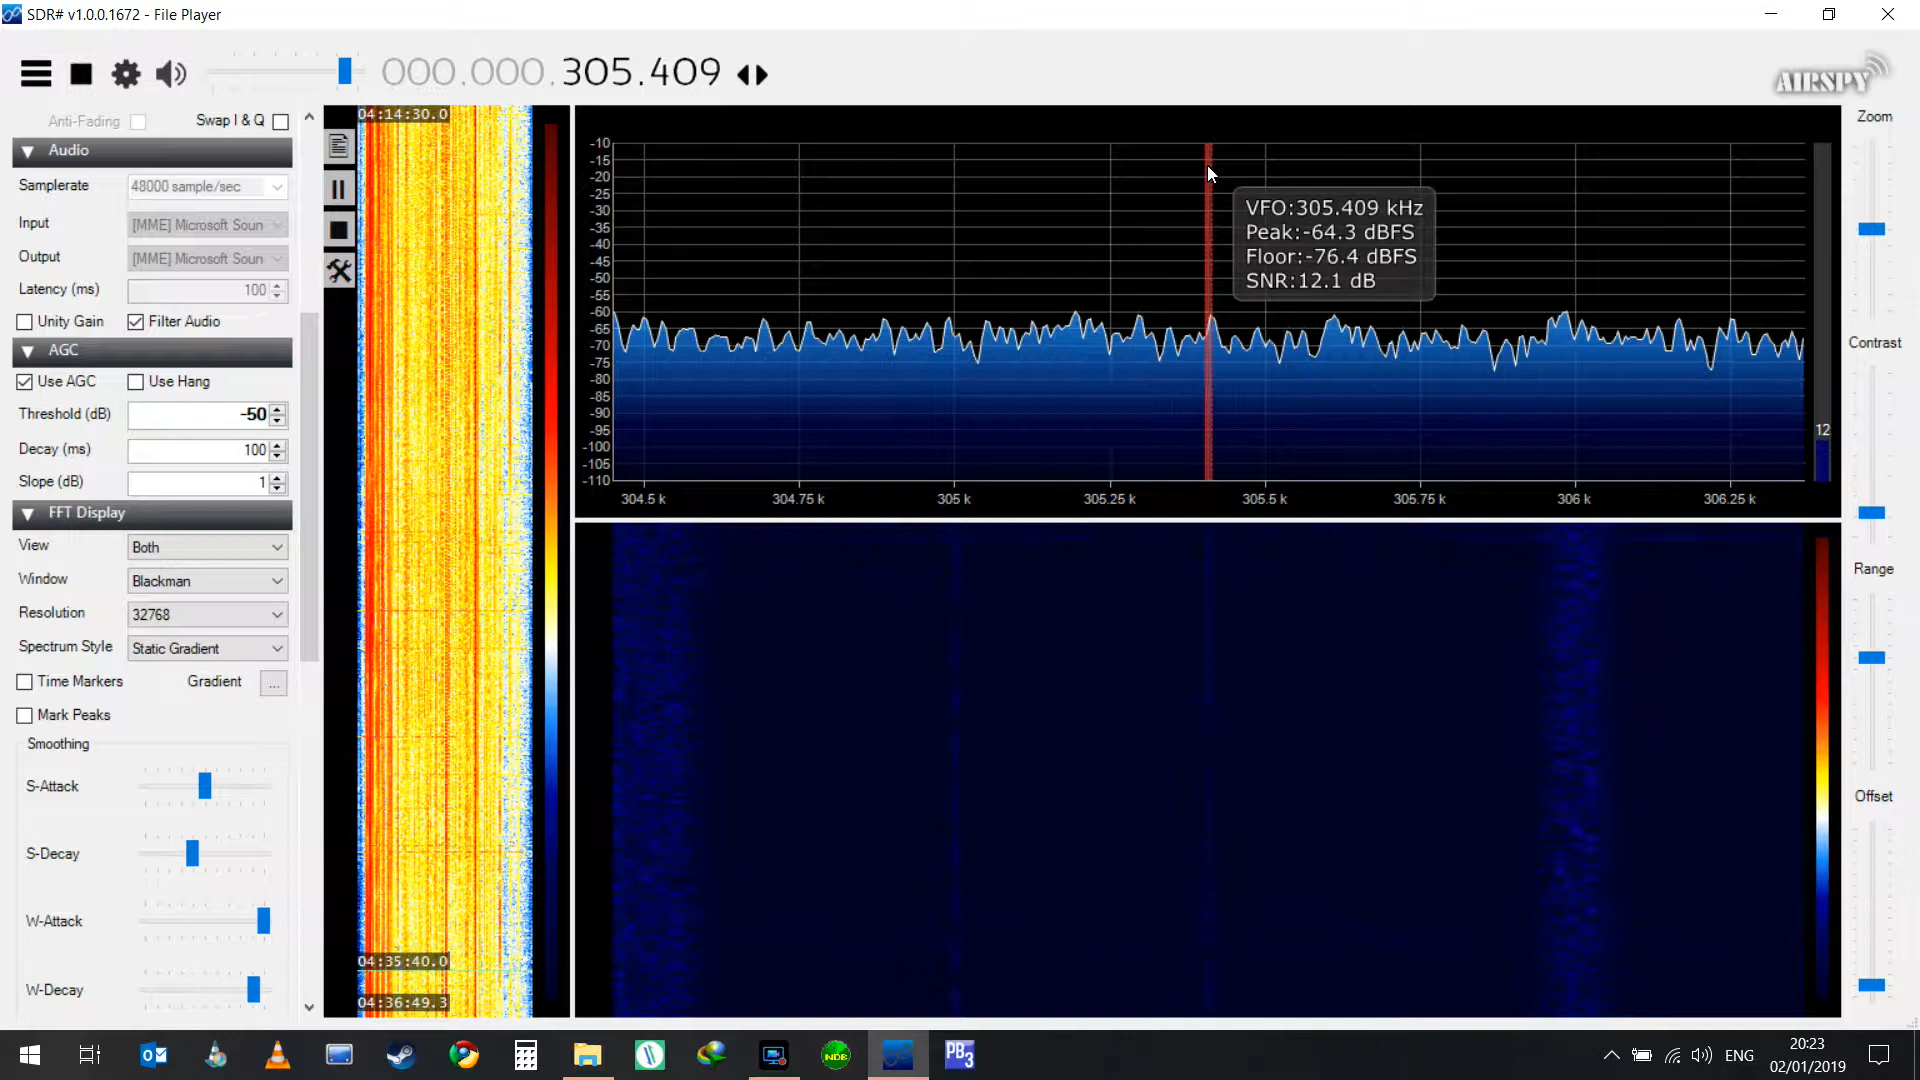 SDR# v1.0.0.1672 - File Player
000.000.305.409
AIRSPY
Anti-Fading
Swap I & Q
Audio
Samplerate
48000 sample/sec
Input
[MME] Microsoft Soun
Output
[MME] Microsoft Soun
Latency (ms)
100
Unity Gain
Filter Audio
AGC
Use AGC
Use Hang
Threshold (dB)
-50
Decay (ms)
100
Slope (dB)
1
FFT Display
View
Both
Window
Blackman
Resolution
32768
Spectrum Style
Static Gradient
Time Markers
Gradient
...
Mark Peaks
Smoothing
S-Attack
S-Decay
W-Attack
W-Decay
04:14:30.0
04:35:40.0
04:36:49.3
-10
-15
-20
-25
-30
-35
-40
-45
-50
-55
-60
-65
-70
-75
-80
-85
-90
-95
-100
-105
-110
VFO:305.409 kHz
Peak:-64.3 dBFS
Floor:-76.4 dBFS
SNR:12.1 dB
12
304.5 k
304.75 k
305 k
305.25 k
305.5 k
305.75 k
306 k
306.25 k
Zoom
Contrast
Range
Offset
NDB
PB3
ENG
20:23
02/01/2019